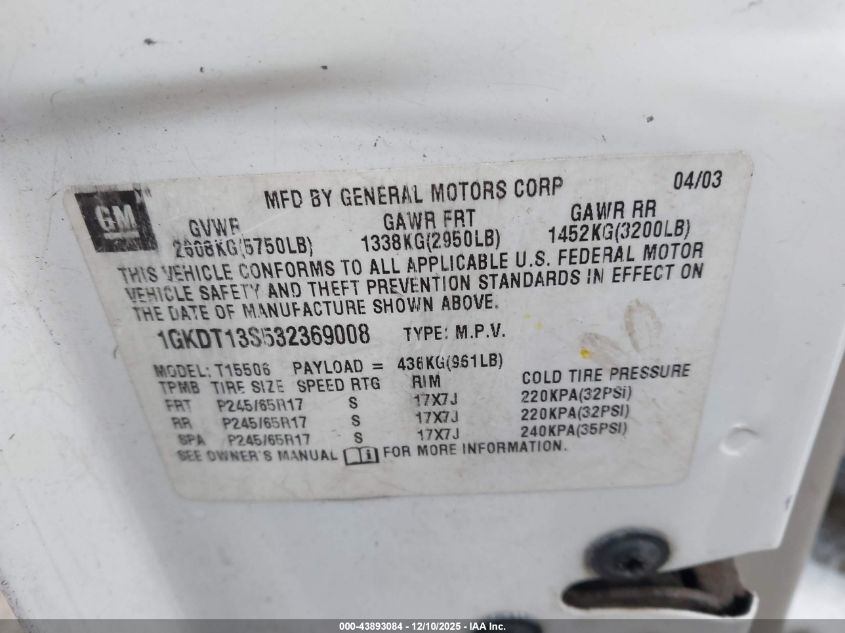 GM
MFD BY GENERAL MOTORS CORP 04/03
GVWR GAWR FRT GAWR RR
2608KG(5750LB) 1338KG(2950LB) 1452KG(3200LB)
THIS VEHICLE CONFORMS TO ALL APPLICABLE U.S. FEDERAL MOTOR
VEHICLE SAFETY AND THEFT PREVENTION STANDARDS IN EFFECT ON
THE DATE OF MANUFACTURE SHOWN ABOVE.
1GKDT13S532369008 TYPE: M.P.V.
MODEL: T15506 PAYLOAD = 436KG(961LB)
TPMB TIRE SIZE SPEED RTG RIM COLD TIRE PRESSURE
FRT P245/65R17 S 17X7J 220KPA(32PSI)
RR P245/65R17 S 17X7J 220KPA(32PSI)
SPA P245/65R17 S 17X7J 240KPA(35PSI)
SEE OWNER'S MANUAL FOR MORE INFORMATION.
000-43893084 - 12/10/2025 - IAA Inc.